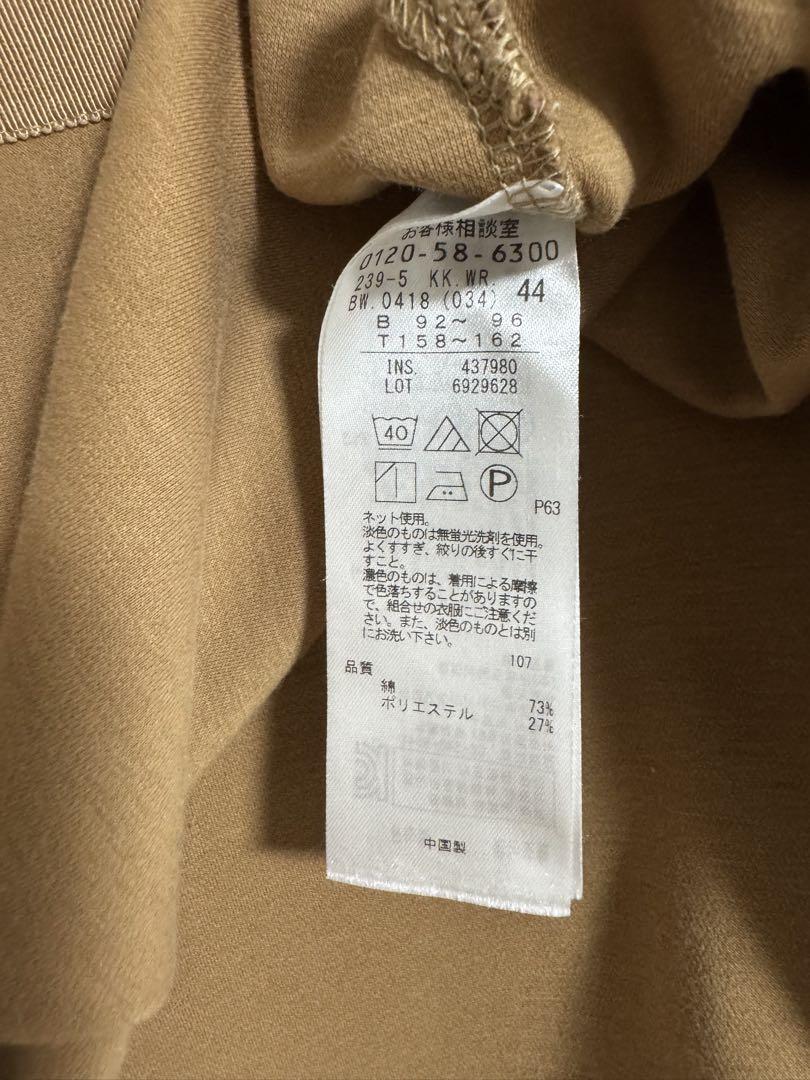 お客様相談室
0120-58-6300
239-5 KK.WR.
BW.0418 (034) 44
B 92～ 96
T 158～162
INS. 437980
LOT 6929628
40
P
P63
ネット使用。
淡色のものは無蛍光洗剤を使用。
よくすすぎ、絞りの後すぐに干
すこと。
濃色のものは、着用による摩擦
で色落ちすることがありますの
で、組合せの衣服にご注意くだ
さい。また、淡色のものとは別
にお洗い下さい。
107
品質
綿 73%
ポリエステル 27%
中国製